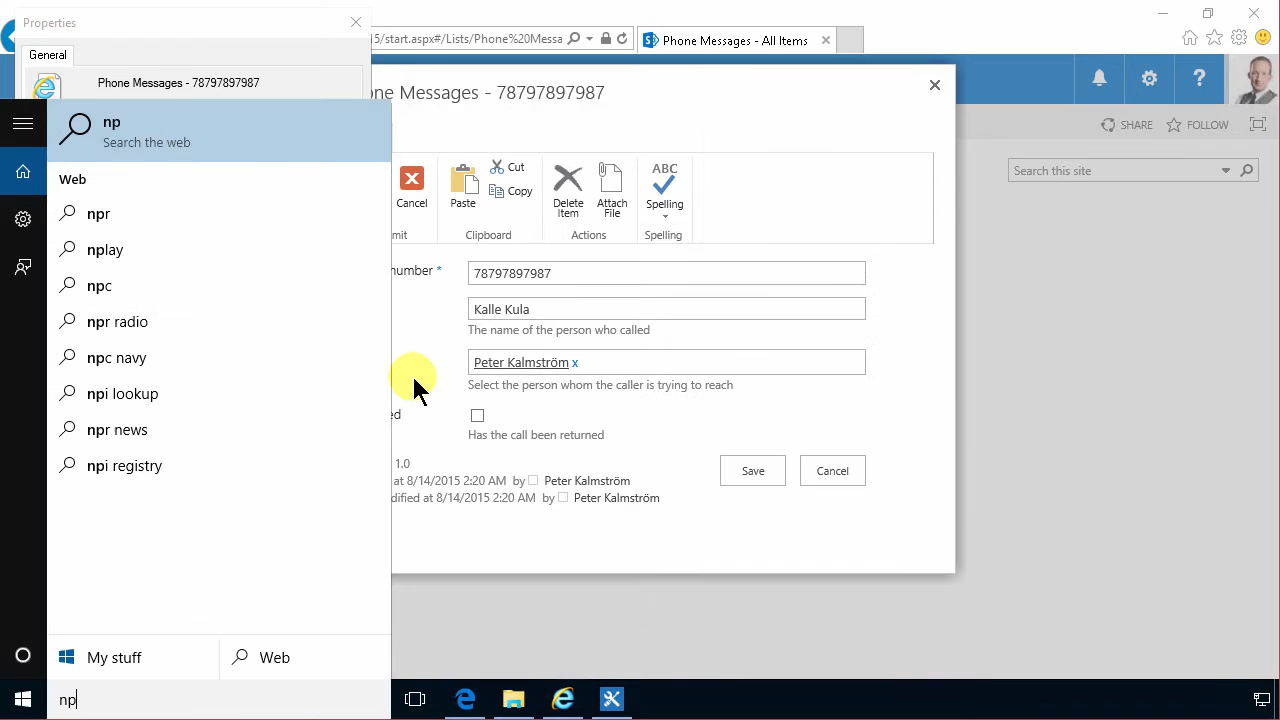 Properties
General
Phone Messages - 78797897987
15/start.aspx#/Lists/Phone%20Messa
Phone Messages - All Items
ne Messages - 78797897987
SHARE
FOLLOW
Search this site
Cancel
Paste
Cut
Copy
Delete
Item
Attach
File
ABC
Spelling
mit
Clipboard
Actions
Spelling
number *
78797897987
Kalle Kula
The name of the person who called
Peter Kalmström x
Select the person whom the caller is trying to reach
ed
Has the call been returned
1.0
at 8/14/2015 2:20 AM by Peter Kalmström
dified at 8/14/2015 2:20 AM by Peter Kalmström
Save
Cancel
np
Search the web
Web
npr
nplay
npc
npr radio
npc navy
npi lookup
npr news
npi registry
My stuff
Web
np